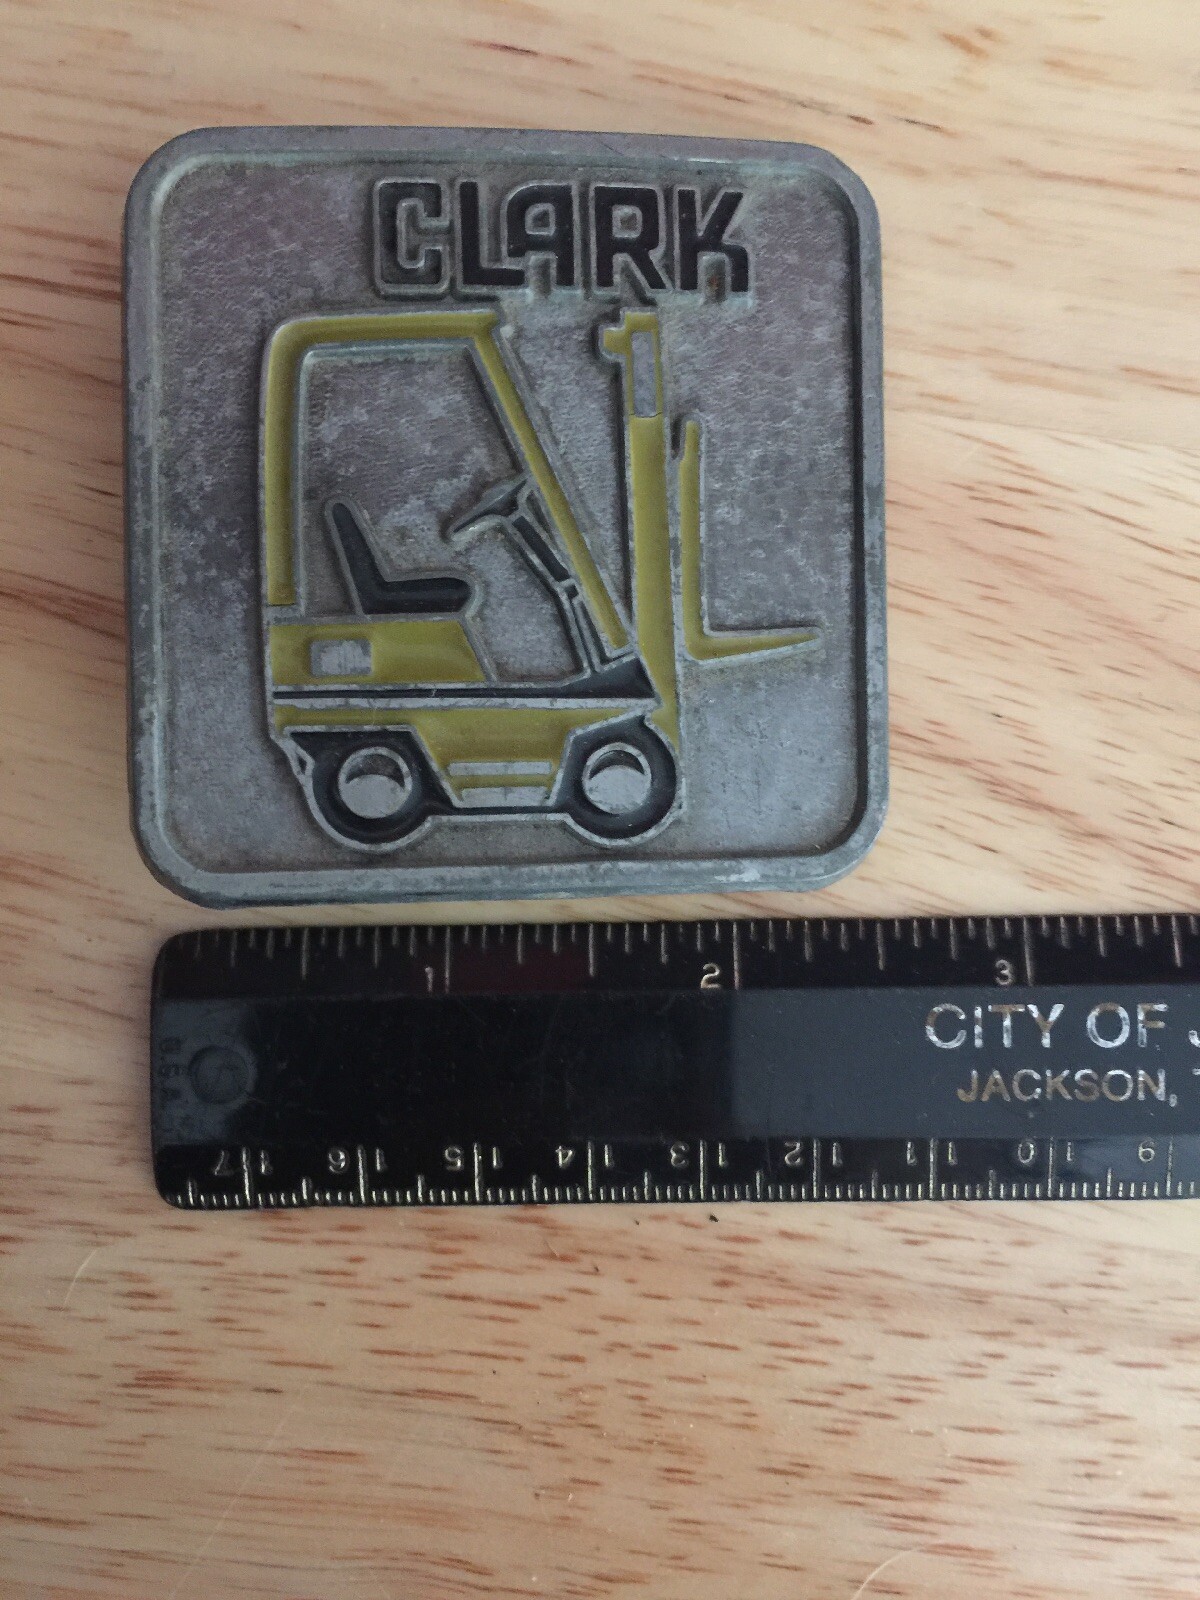 CLARK
1 2 3
CITY OF J
JACKSON, T
17 16 15 14 13 12 11 10 9